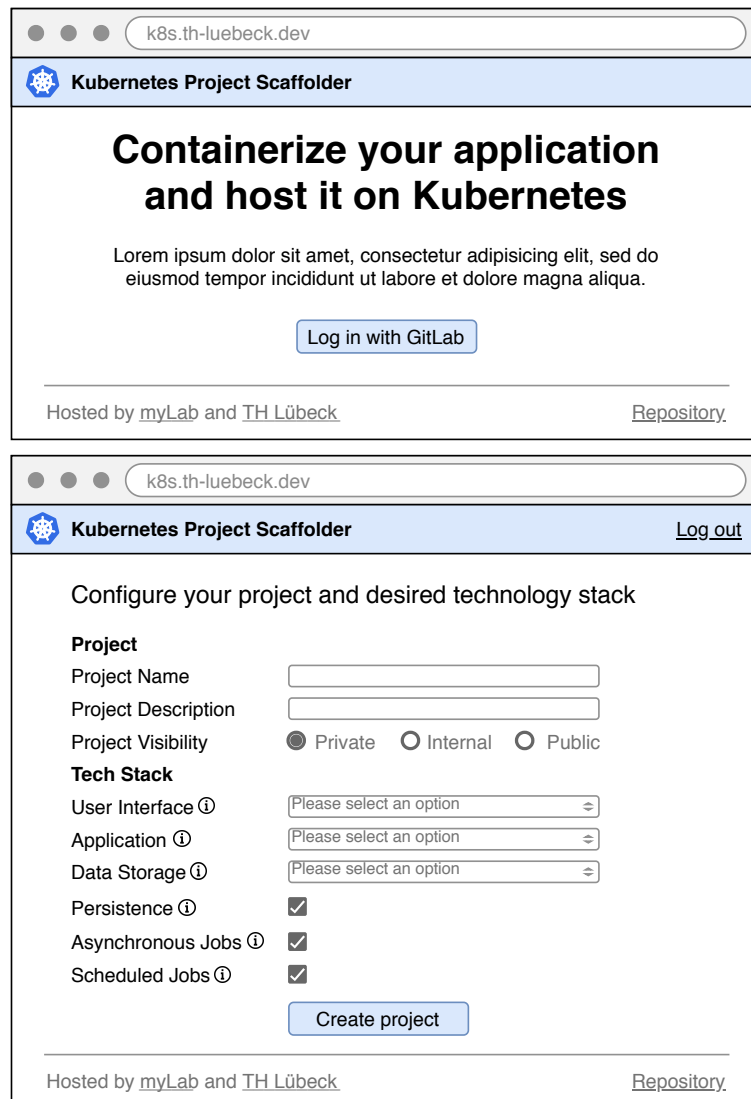 k8s.th-luebeck.dev
Kubernetes Project Scaffolder
Containerize your application
and host it on Kubernetes
Lorem ipsum dolor sit amet, consectetur adipisicing elit, sed do
eiusmod tempor incididunt ut labore et dolore magna aliqua.
Log in with GitLab
Hosted by myLab and TH Lübeck Repository
k8s.th-luebeck.dev
Kubernetes Project Scaffolder Log out
Configure your project and desired technology stack
Project
Project Name
Project Description
Project Visibility Private Internal Public
Tech Stack
User Interface i Please select an option
Application i Please select an option
Data Storage i Please select an option
Persistence i
Asynchronous Jobs i
Scheduled Jobs i
Create project
Hosted by myLab and TH Lübeck Repository